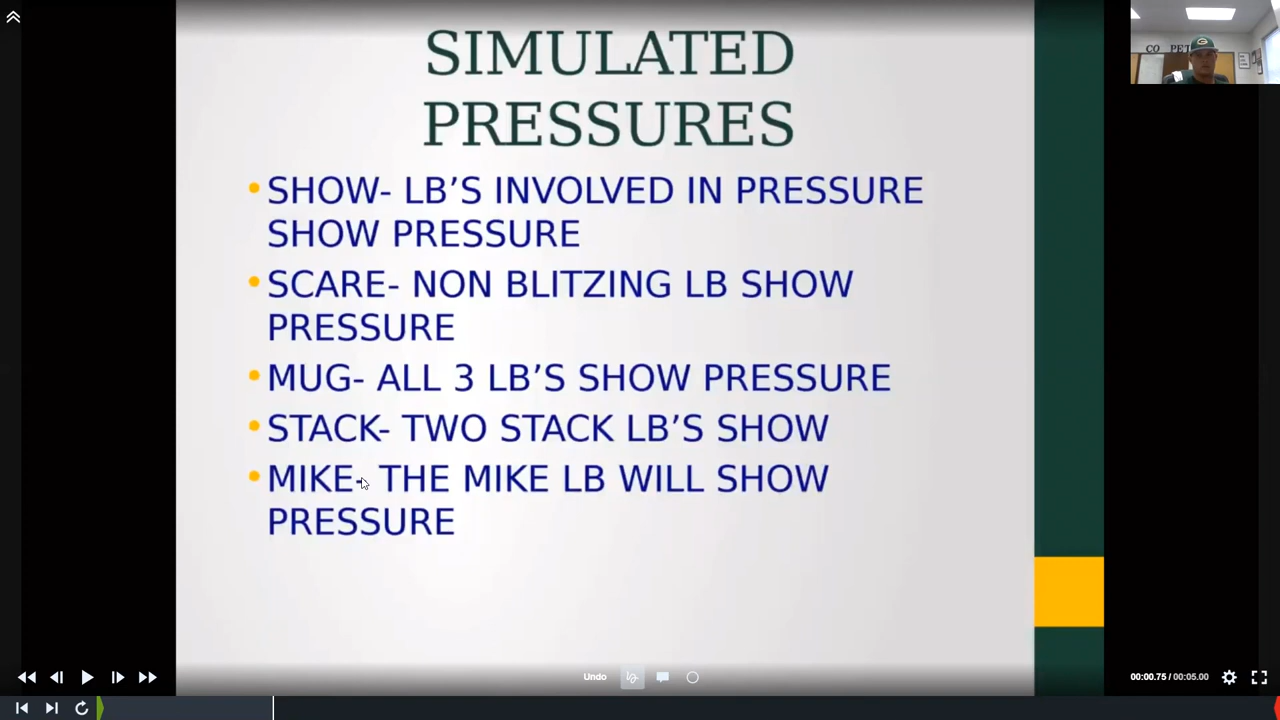 SIMULATED
PRESSURES
CO PET
•SHOW- LB'S INVOLVED IN PRESSURE
SHOW PRESSURE
•SCARE- NON BLITZING LB SHOW
PRESSURE
•MUG- ALL 3 LB'S SHOW PRESSURE
•STACK- TWO STACK LB'S SHOW
•MIKE- THE MIKE LB WILL SHOW
PRESSURE
Undo
00:00.75 / 00:05.00